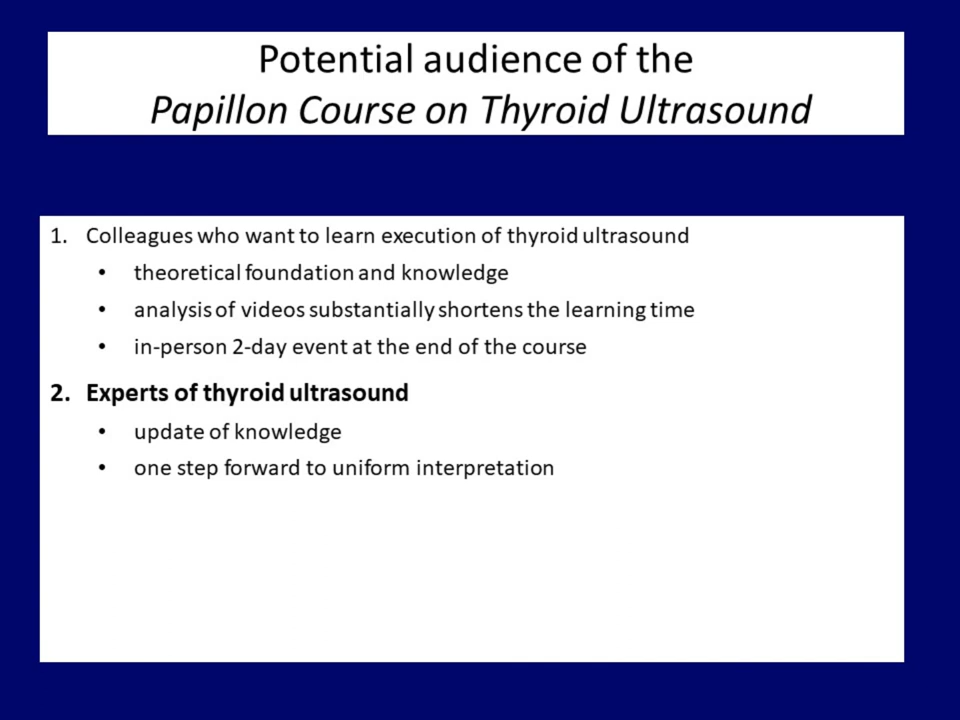 Potential audience of the
Papillon Course on Thyroid Ultrasound
1. Colleagues who want to learn execution of thyroid ultrasound
• theoretical foundation and knowledge
• analysis of videos substantially shortens the learning time
• in-person 2-day event at the end of the course
2. Experts of thyroid ultrasound
• update of knowledge
• one step forward to uniform interpretation